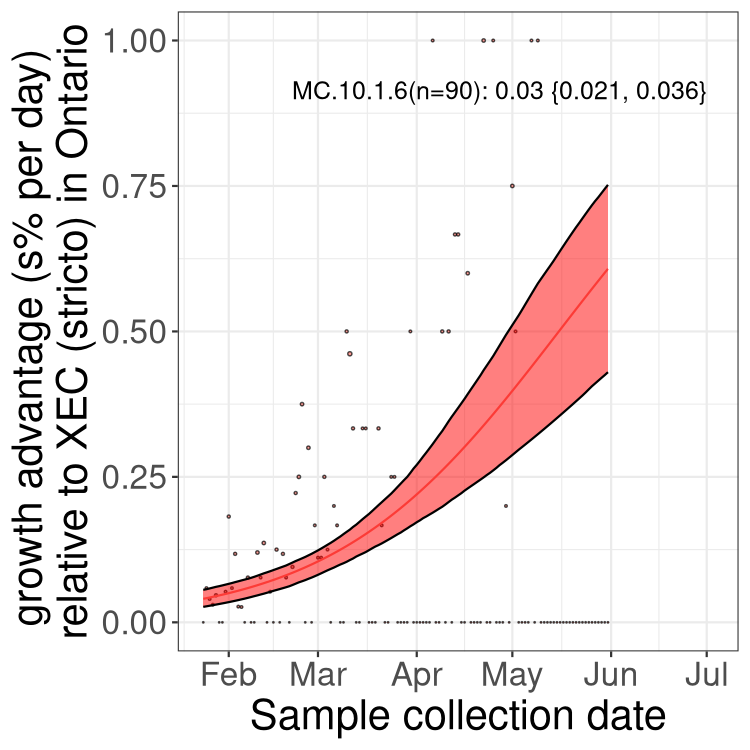 growth advantage (s% per day)
relative to XEC (stricto) in Ontario
1.00
0.75
0.50
0.25
0.00
MC.10.1.6(n=90): 0.03 {0.021, 0.036}
Feb Mar Apr May Jun Jul
Sample collection date